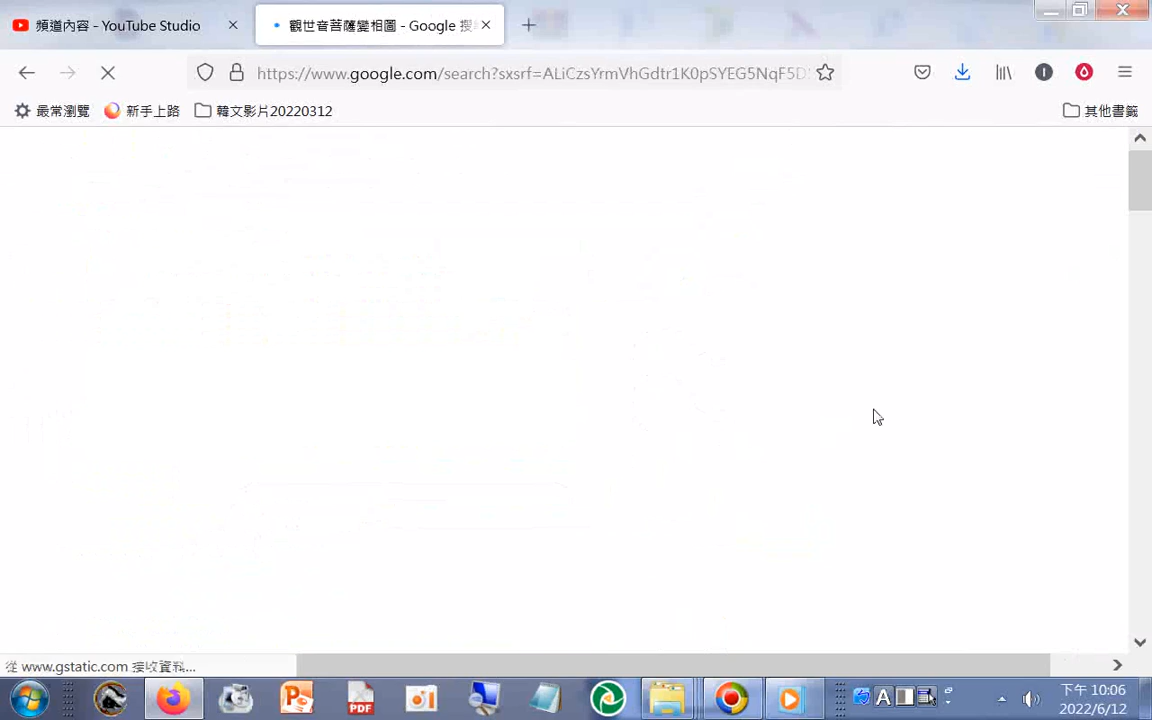 頻道內容 - YouTube Studio
觀世音菩薩變相圖 - Google 搜
https://www.google.com/search?sxsrf=ALiCzsYrmVhGdtr1K0pSYEG5NqF5D
最常瀏覽
新手上路
韓文影片20220312
其他書籤
從 www.gstatic.com 接收資料...
PDF
A
下午 10:06
2022/6/12